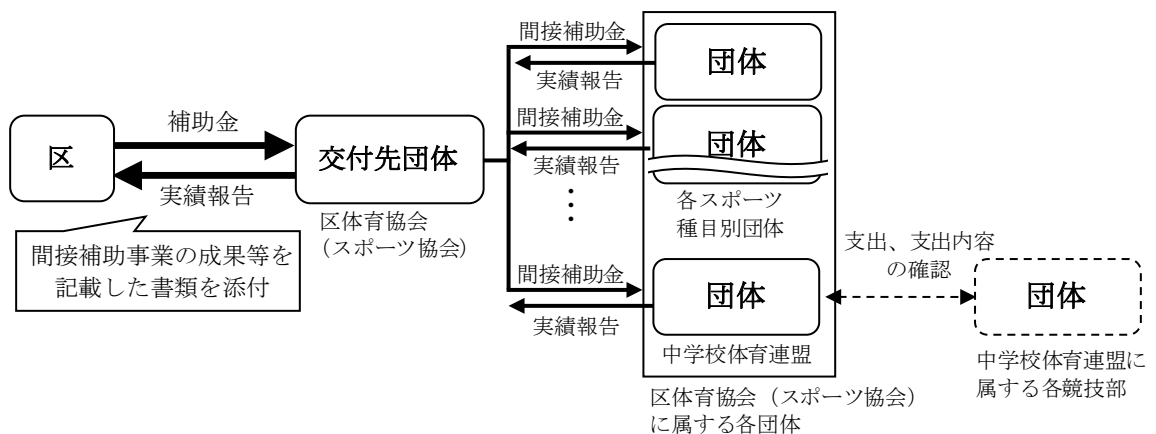 間接補助金
団体
実績報告
間接補助金
補助金
団体
区
交付先団体
実績報告
実績報告
各スポーツ
種目別団体
区体育協会
（スポーツ協会）
間接補助事業の成果等を
記載した書類を添付
支出、支出内容
の確認
間接補助金
団体
団体
実績報告
中学校体育連盟
中学校体育連盟に
属する各競技部
区体育協会（スポーツ協会）
に属する各団体